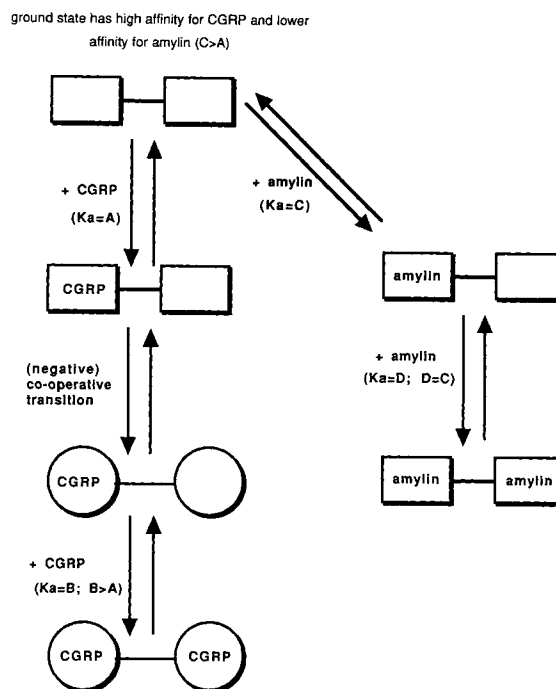 ground state has high affinity for CGRP and lower
affinity for amylin (C>A)
+ CGRP
(Ka=A)
+ amylin
(Ka=C)
CGRP
amylin
(negative)
co-operative
transition
+ amylin
(Ka=D; D=C)
CGRP
amylin
amylin
+ CGRP
(Ka=B; B>A)
CGRP
CGRP